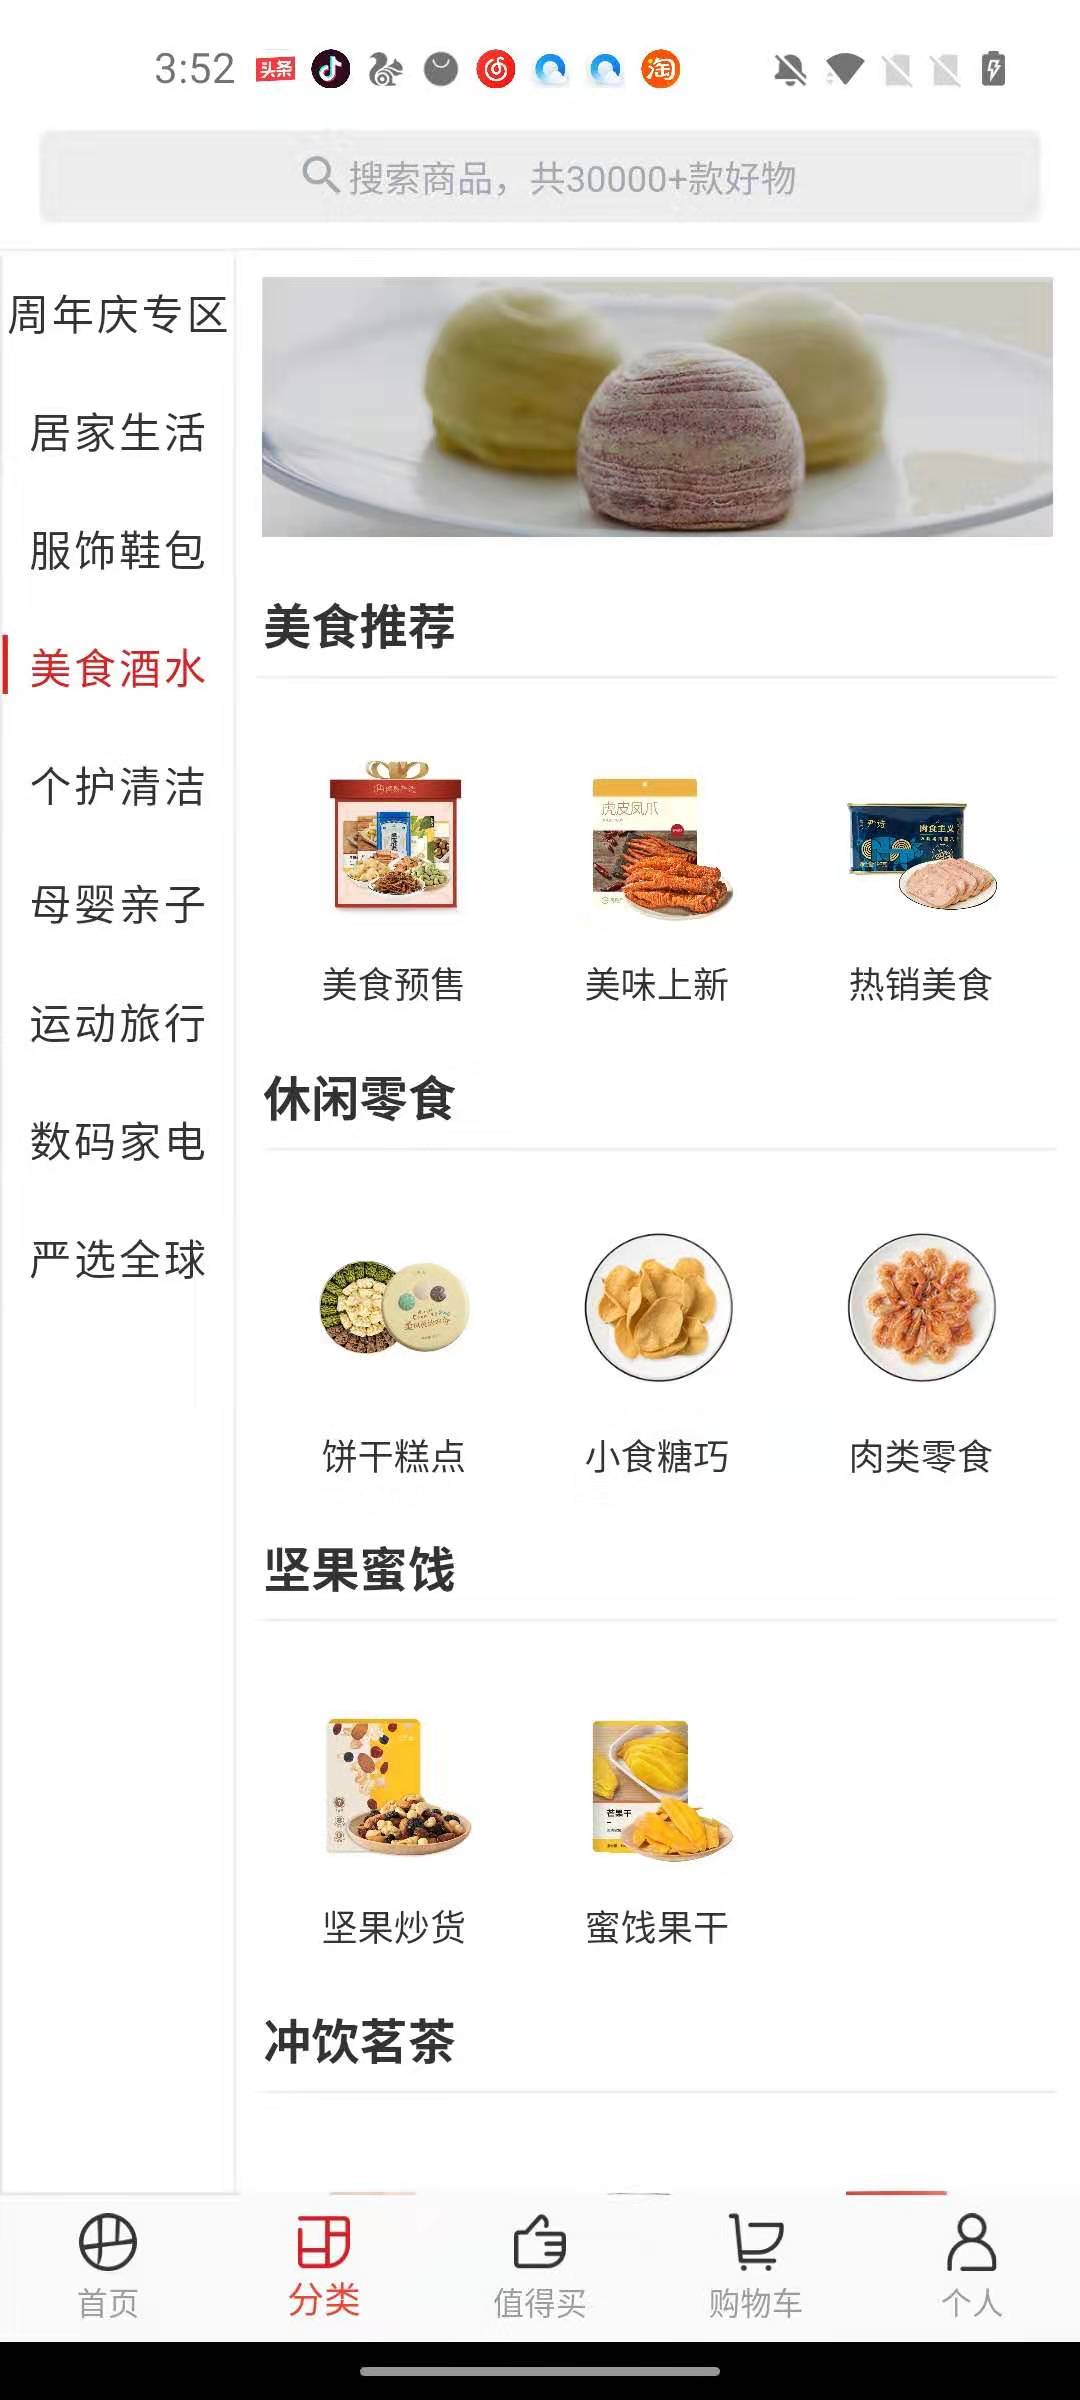 3:52 头条 淘
搜索商品，共30000+款好物
周年庆专区
居家生活
服饰鞋包
美食酒水
个护清洁
母婴亲子
运动旅行
数码家电
严选全球
美食推荐
虎皮凤爪
肉食主义
美食预售
美味上新
热销美食
休闲零食
饼干糕点
小食糖巧
肉类零食
坚果蜜饯
芒果干
坚果炒货
蜜饯果干
冲饮茗茶
首页
分类
值得买
购物车
个人